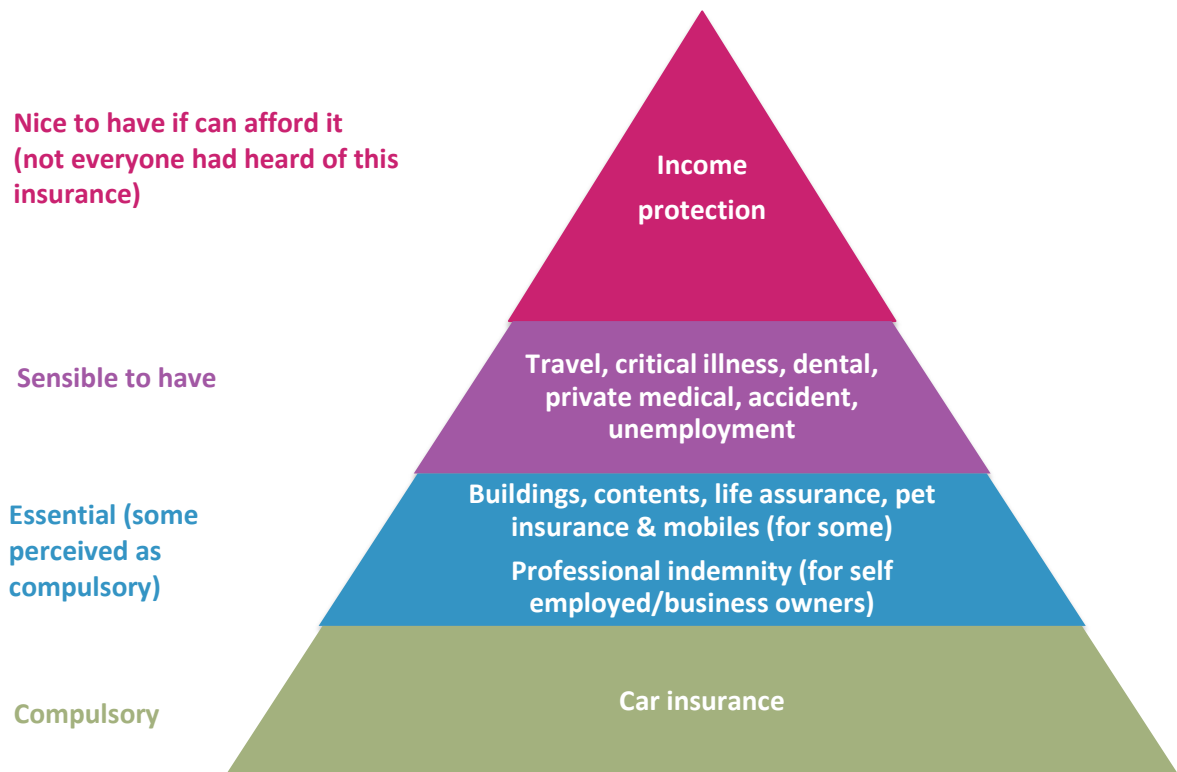 Nice to have if can afford it
(not everyone had heard of this
insurance)
Income
protection
Sensible to have
Travel, critical illness, dental,
private medical, accident,
unemployment
Essential (some
perceived as
compulsory)
Buildings, contents, life assurance, pet
insurance & mobiles (for some)
Professional indemnity (for self
employed/business owners)
Compulsory
Car insurance